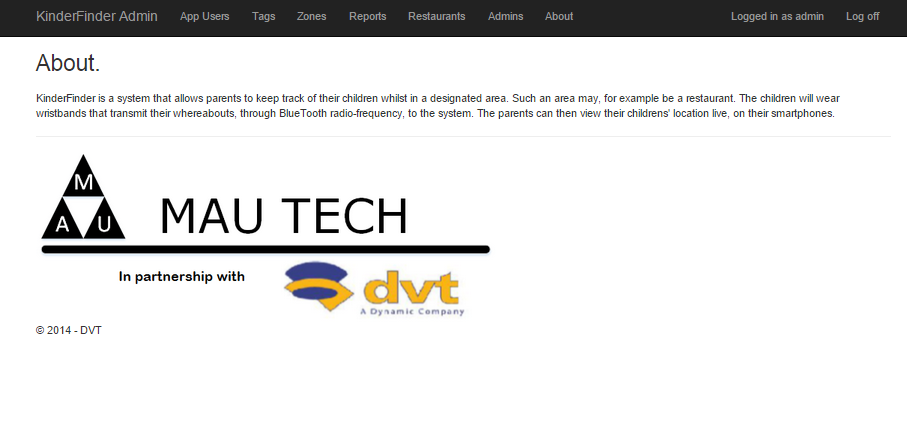 KinderFinder Admin App Users Tags Zones Reports Restaurants Admins About Logged in as admin Log off
About.
KinderFinder is a system that allows parents to keep track of their children whilst in a designated area. Such an area may, for example be a restaurant. The children will wear
wristbands that transmit their whereabouts, through BlueTooth radio-frequency, to the system. The parents can then view their childrens' location live, on their smartphones.
M
A U
MAU TECH
In partnership with
dvt
A Dynamic Company
© 2014 - DVT